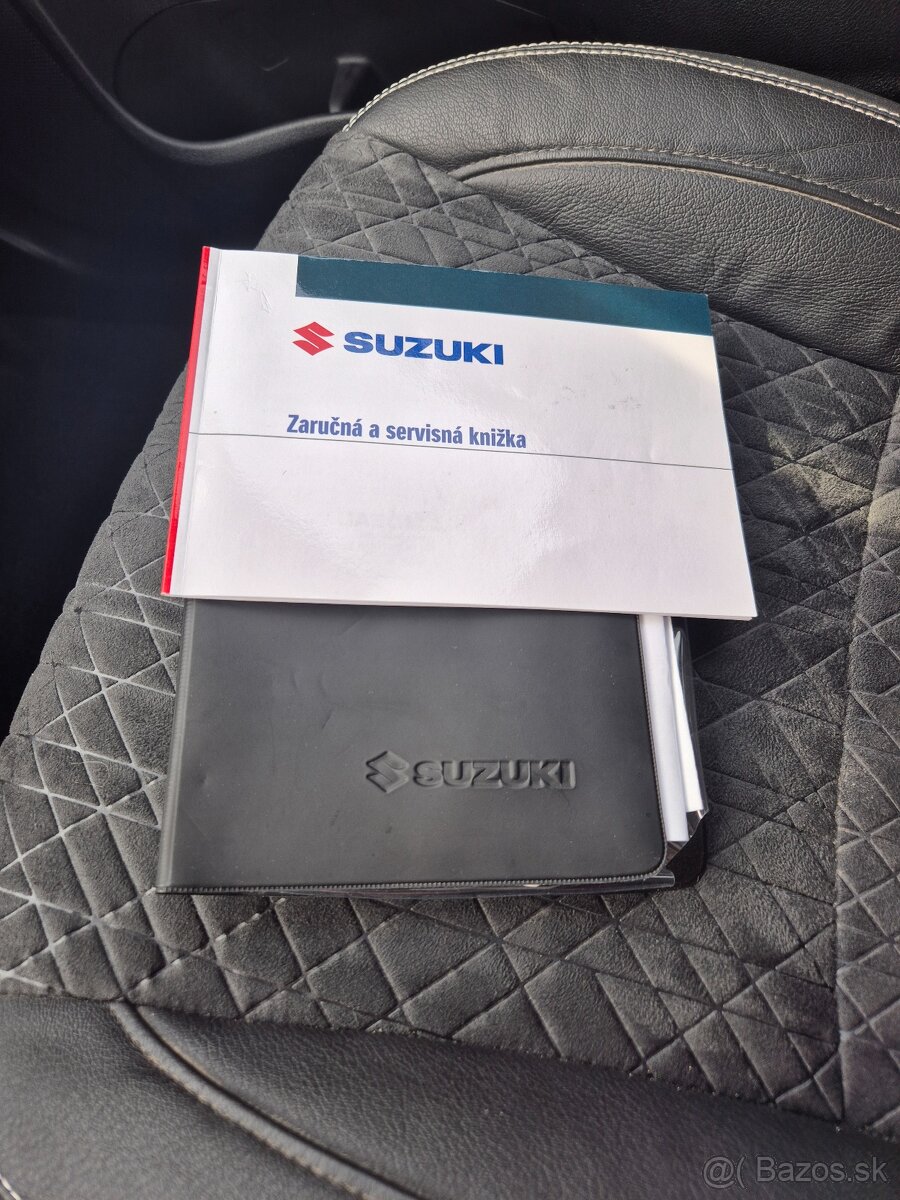 SUZUKI
Zaručná a servisná knižka
SUZUKI
@( Bazos.sk